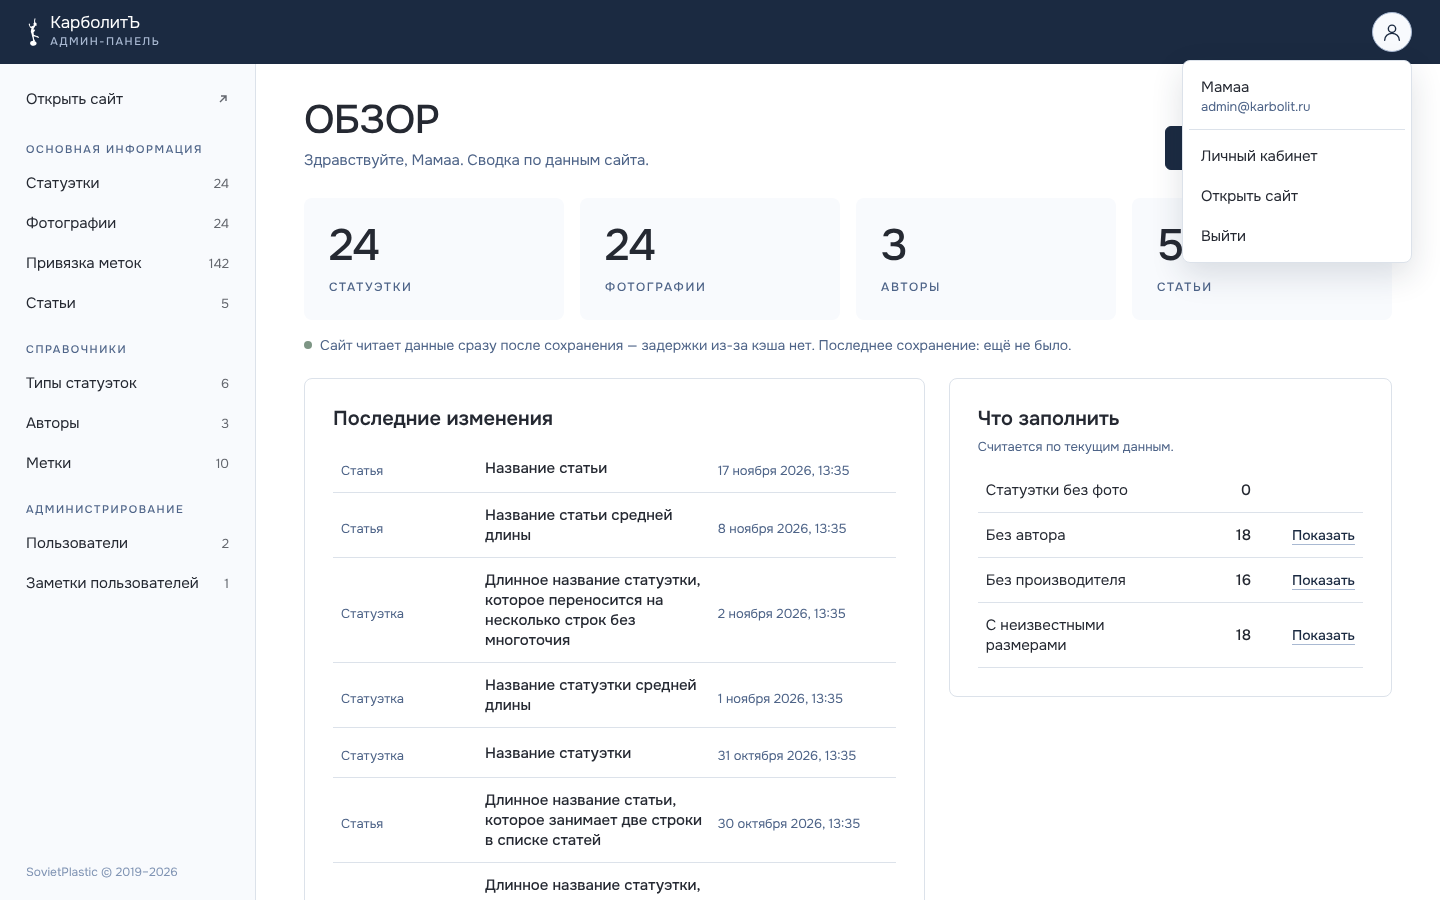 КарболитЪ
АДМИН-ПАНЕЛЬ
Мамаа
admin@karbolit.ru
Личный кабинет
Открыть сайт
Выйти
Открыть сайт
ОСНОВНАЯ ИНФОРМАЦИЯ
Статуэтки 24
Фотографии 24
Привязка меток 142
Статьи 5
СПРАВОЧНИКИ
Типы статуэток 6
Авторы 3
Метки 10
АДМИНИСТРИРОВАНИЕ
Пользователи 2
Заметки пользователей 1
SovietPlastic © 2019–2026
ОБЗОР
Здравствуйте, Мамаа. Сводка по данным сайта.
24
СТАТУЭТКИ
24
ФОТОГРАФИИ
3
АВТОРЫ
5
СТАТЬИ
Сайт читает данные сразу после сохранения — задержки из-за кэша нет. Последнее сохранение: ещё не было.
Последние изменения
Статья Название статьи 17 ноября 2026, 13:35
Статья Название статьи средней 8 ноября 2026, 13:35
длины
Длинное название статуэтки,
которое переносится на
Статуэтка несколько строк без 2 ноября 2026, 13:35
многоточия
Статуэтка Название статуэтки средней 1 ноября 2026, 13:35
длины
Статуэтка Название статуэтки 31 октября 2026, 13:35
Длинное название статьи,
Статья которое занимает две строки 30 октября 2026, 13:35
в списке статей
Длинное название статуэтки,
Что заполнить
Считается по текущим данным.
Статуэтки без фото 0
Без автора 18 Показать
Без производителя 16 Показать
С неизвестными 18 Показать
размерами